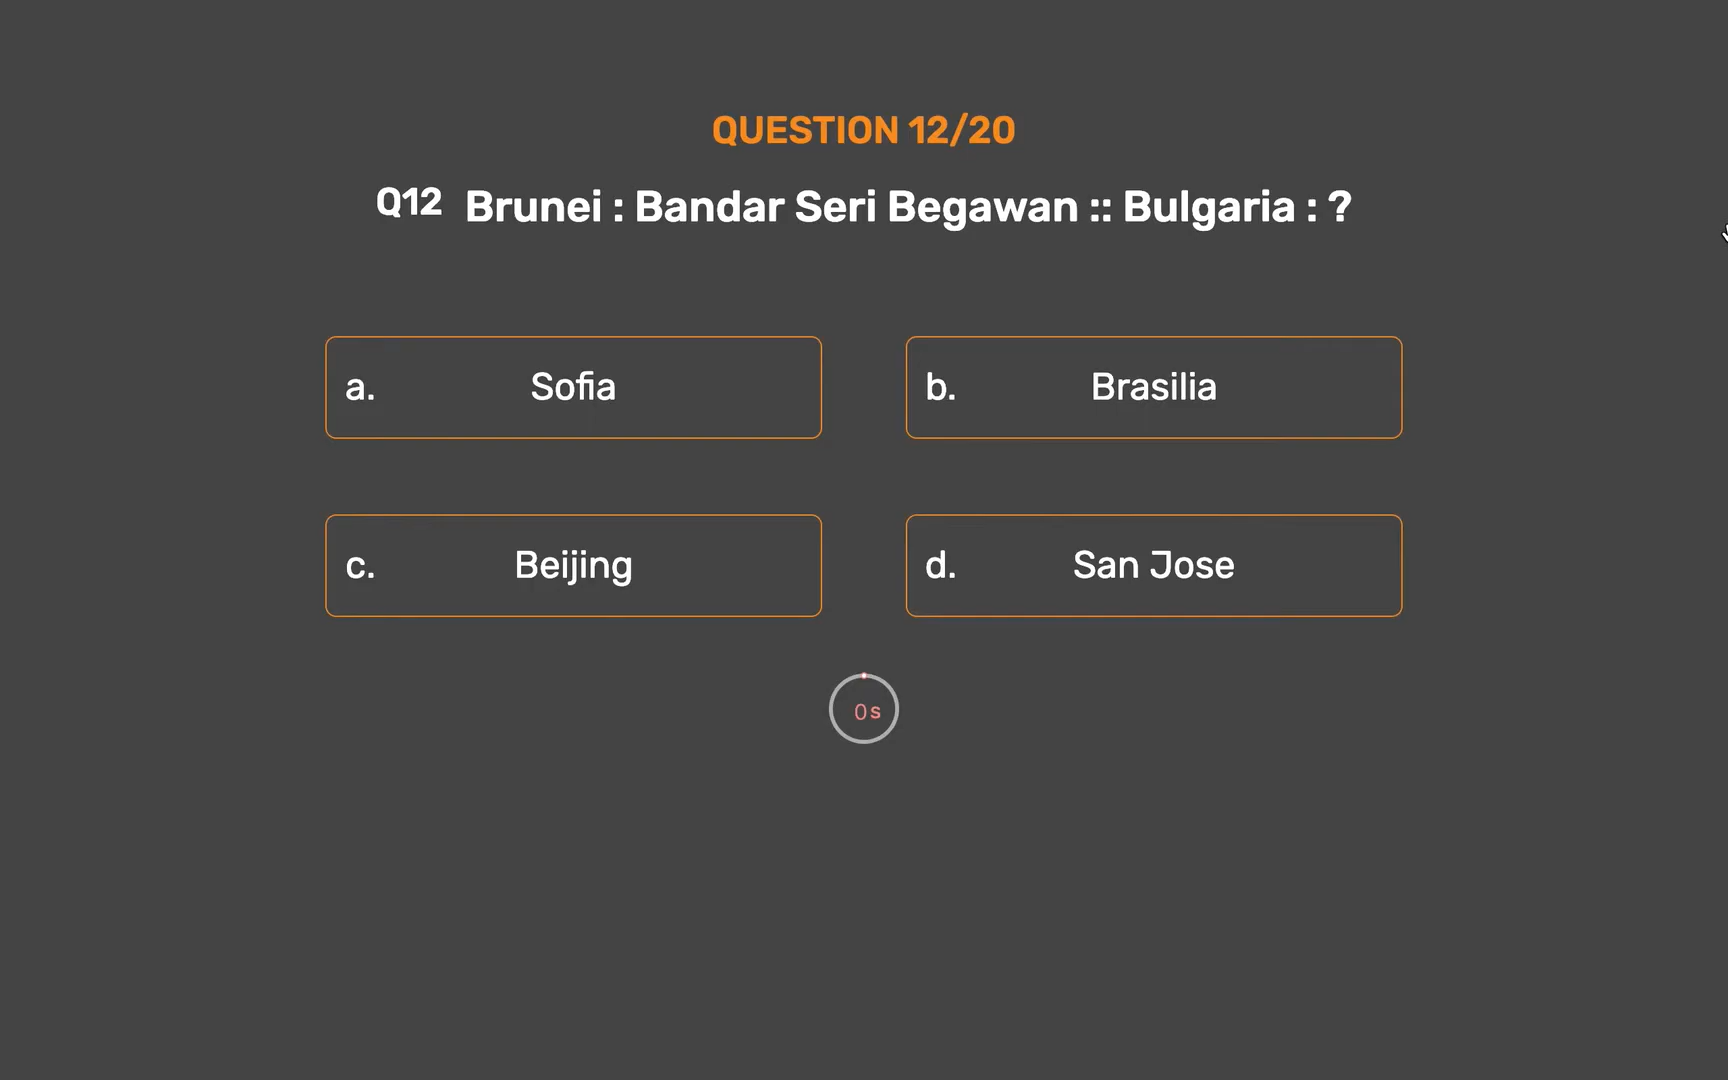 QUESTION 12/20
Q12 Brunei : Bandar Seri Begawan :: Bulgaria : ?
a. Sofia
b. Brasilia
c. Beijing
d. San Jose
0s